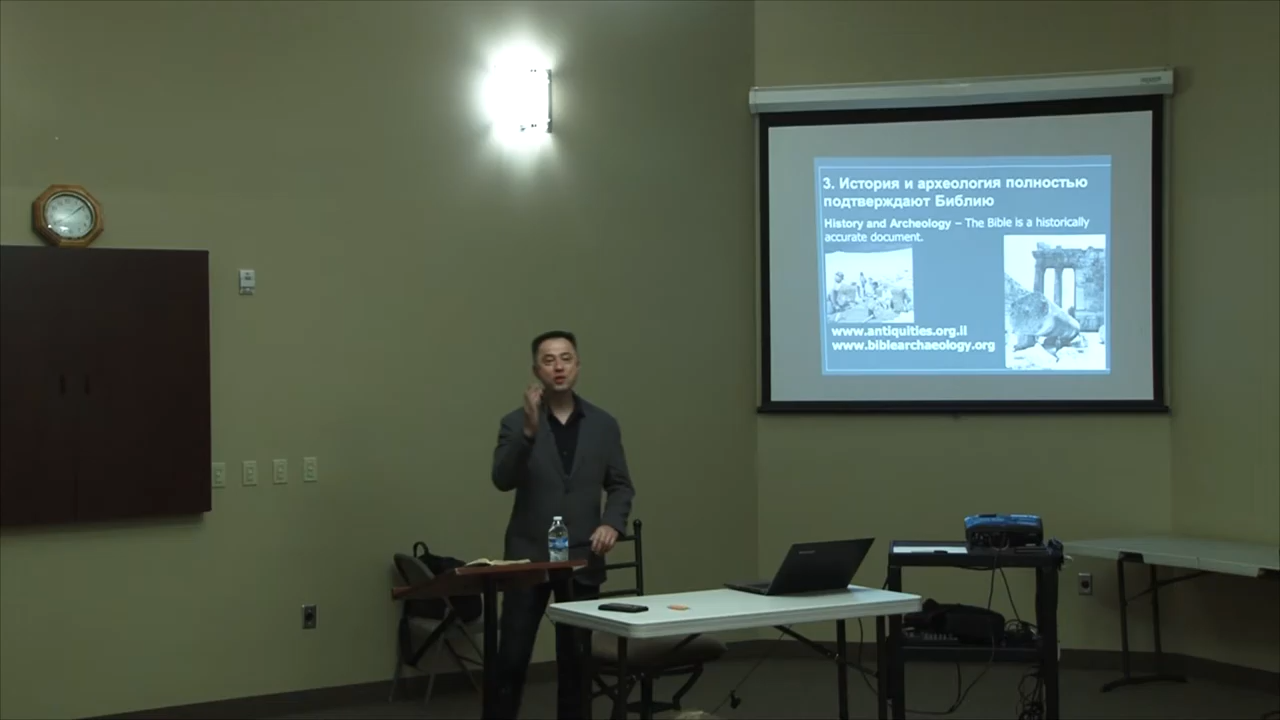 3. История и археология полностью
подтверждают Библию
History and Archeology – The Bible is a historically
accurate document.
www.antiquities.org.il
www.biblearchaeology.org